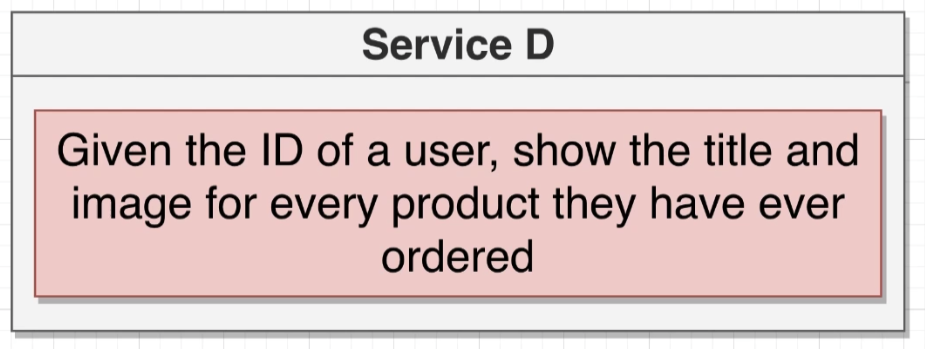 Service D
Given the ID of a user, show the title and
image for every product they have ever
ordered